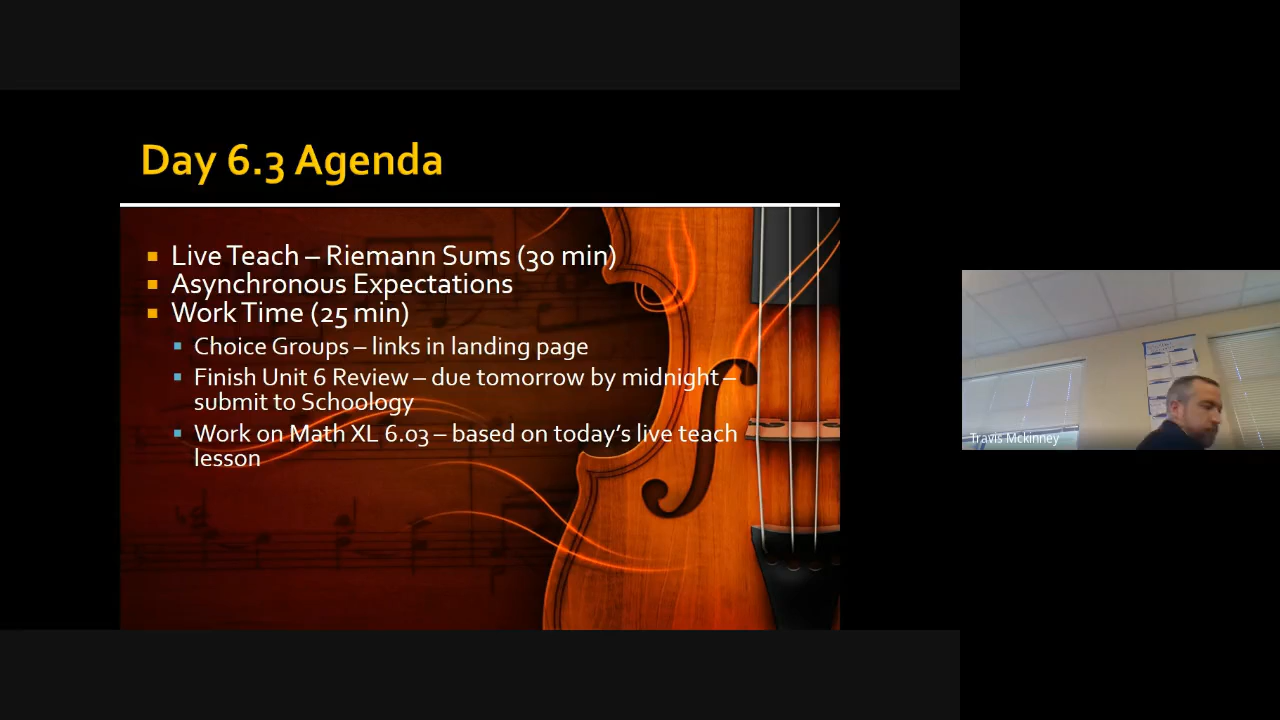 Day 6.3 Agenda
Live Teach – Riemann Sums (30 min)
Asynchronous Expectations
Work Time (25 min)
Choice Groups – links in landing page
Finish Unit 6 Review – due tomorrow by midnight –
submit to Schoology
Work on Math XL 6.03 – based on today's live teach
lesson
Travis Mckinney